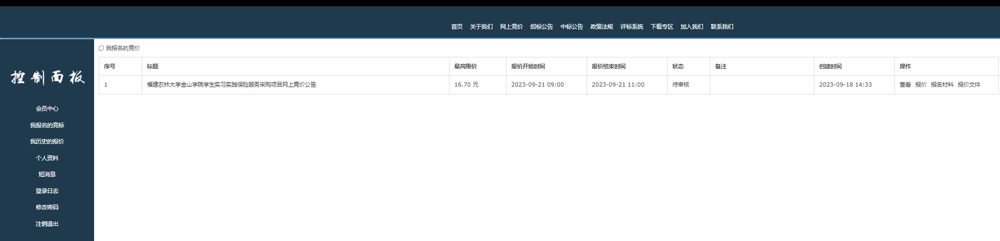 首页 关于我们 网上竞价 招标公告 中标公告 政策法规 评标系统 下载专区 加入我们 联系我们
控制面板
会员中心
我报名的竞标
我历史的报价
个人资料
短消息
登录日志
修改密码
注销退出
我报名的竞价
序号 标题 最高限价 报价开始时间 报价结束时间 状态 备注 创建时间 操作
1 福建农林大学金山学院学生实习实践保险服务采购项目网上竞价公告 16.70 元 2023-09-21 09:00 2023-09-21 11:00 待审核 2023-09-18 14:33 查看 报价 报名材料 报价文件